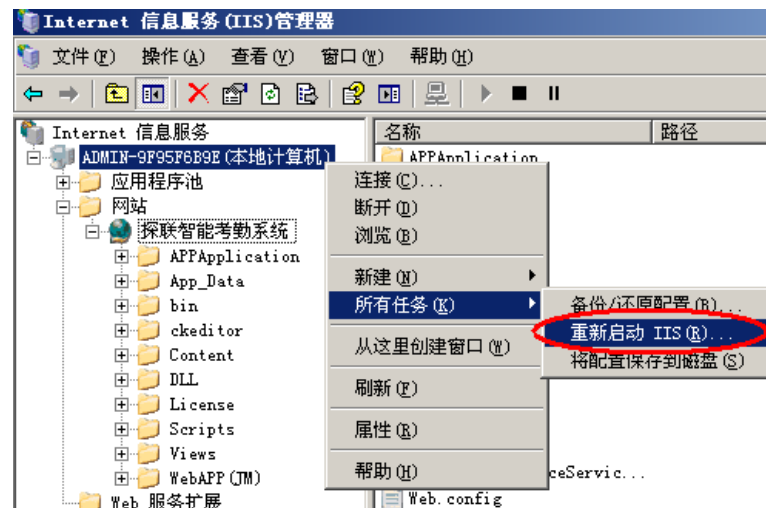 Internet 信息服务(IIS)管理器
文件(F) 操作(A) 查看(V) 窗口(W) 帮助(H)
Internet 信息服务
ADMIN-9F95F6B9E(本地计算机)
应用程序池
网站
探联智能考勤系统
APPApplication
App_Data
bin
ckeditor
Content
DLL
License
Scripts
Views
WebAPP(JM)
Web 服务扩展
名称 路径
APPApplication
连接(C)...
断开(D)
浏览(B)
新建(N)
所有任务(K)
从这里创建窗口(W)
刷新(F)
属性(R)
帮助(H)
备份/还原配置(B)...
重新启动 IIS(R)...
将配置保存到磁盘(S)
ceServic...
Web.config